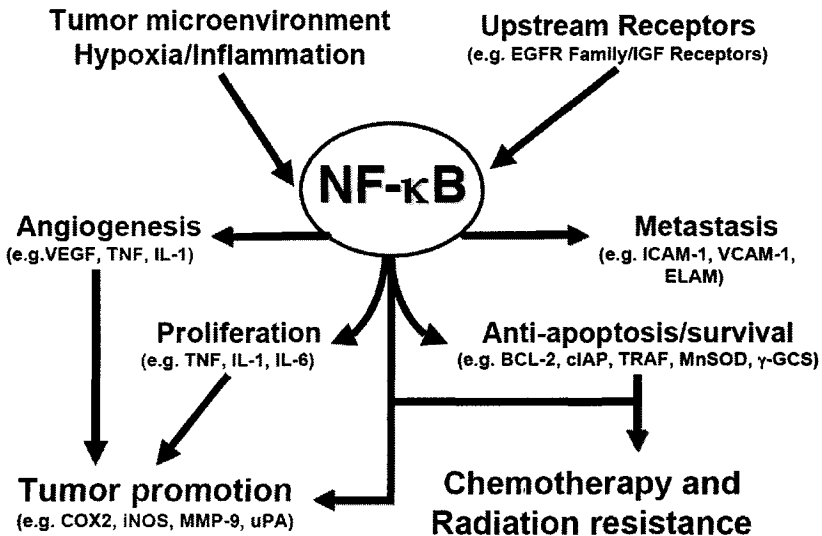 Tumor microenvironment
Hypoxia/Inflammation
Upstream Receptors
(e.g. EGFR Family/IGF Receptors)
NF-κB
Angiogenesis
(e.g.VEGF, TNF, IL-1)
Metastasis
(e.g. ICAM-1, VCAM-1,
ELAM)
Proliferation
(e.g. TNF, IL-1, IL-6)
Anti-apoptosis/survival
(e.g. BCL-2, cIAP, TRAF, MnSOD, γ-GCS)
Tumor promotion
(e.g. COX2, iNOS, MMP-9, uPA)
Chemotherapy and
Radiation resistance